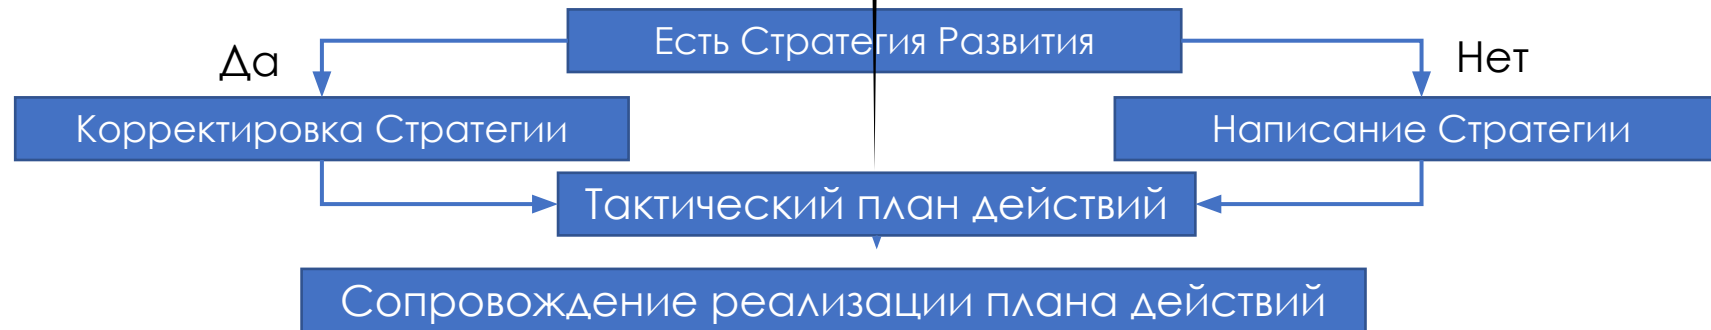 Есть Стратегия Развития
Да
Нет
Корректировка Стратегии
Написание Стратегии
Тактический план действий
Сопровождение реализации плана действий